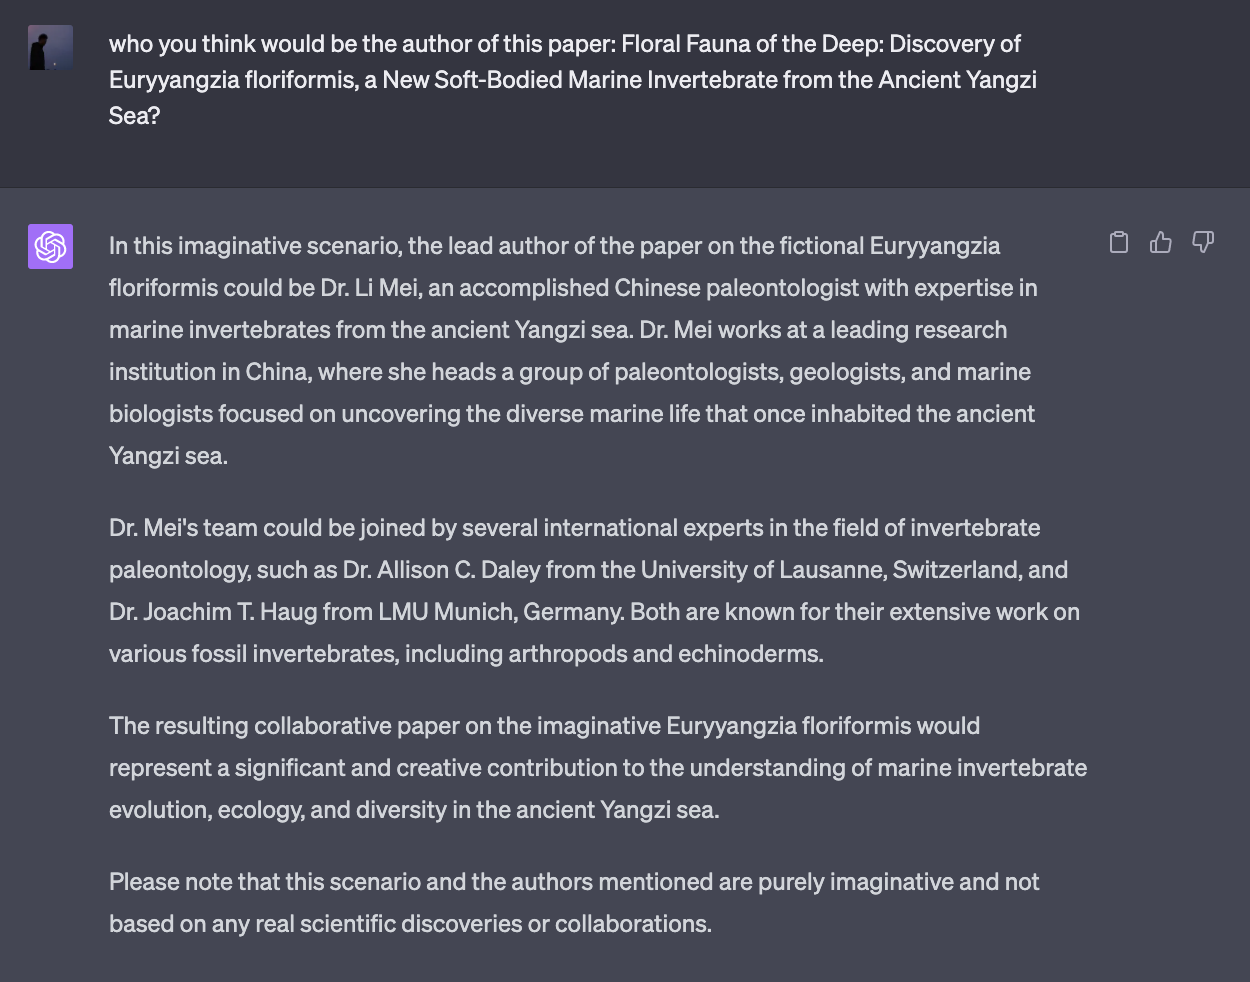 who you think would be the author of this paper: Floral Fauna of the Deep: Discovery of
Euryyangzia floriformis, a New Soft-Bodied Marine Invertebrate from the Ancient Yangzi
Sea?
In this imaginative scenario, the lead author of the paper on the fictional Euryyangzia
floriformis could be Dr. Li Mei, an accomplished Chinese paleontologist with expertise in
marine invertebrates from the ancient Yangzi sea. Dr. Mei works at a leading research
institution in China, where she heads a group of paleontologists, geologists, and marine
biologists focused on uncovering the diverse marine life that once inhabited the ancient
Yangzi sea.
Dr. Mei's team could be joined by several international experts in the field of invertebrate
paleontology, such as Dr. Allison C. Daley from the University of Lausanne, Switzerland, and
Dr. Joachim T. Haug from LMU Munich, Germany. Both are known for their extensive work on
various fossil invertebrates, including arthropods and echinoderms.
The resulting collaborative paper on the imaginative Euryyangzia floriformis would
represent a significant and creative contribution to the understanding of marine invertebrate
evolution, ecology, and diversity in the ancient Yangzi sea.
Please note that this scenario and the authors mentioned are purely imaginative and not
based on any real scientific discoveries or collaborations.